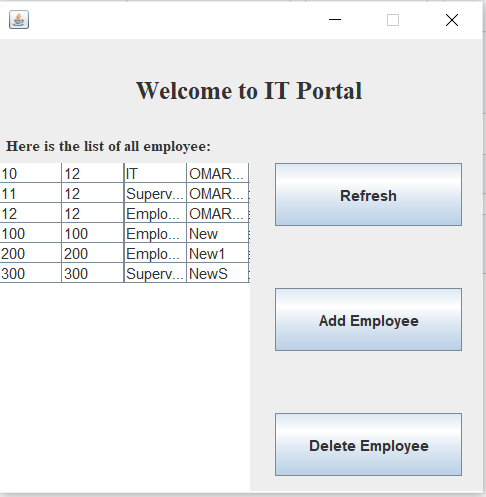 Welcome to IT Portal
Here is the list of all employee:
10 12 IT OMAR...
11 12 Superv... OMAR...
12 12 Emplo... OMAR...
100 100 Emplo... New
200 200 Emplo... New1
300 300 Superv... NewS
Refresh
Add Employee
Delete Employee